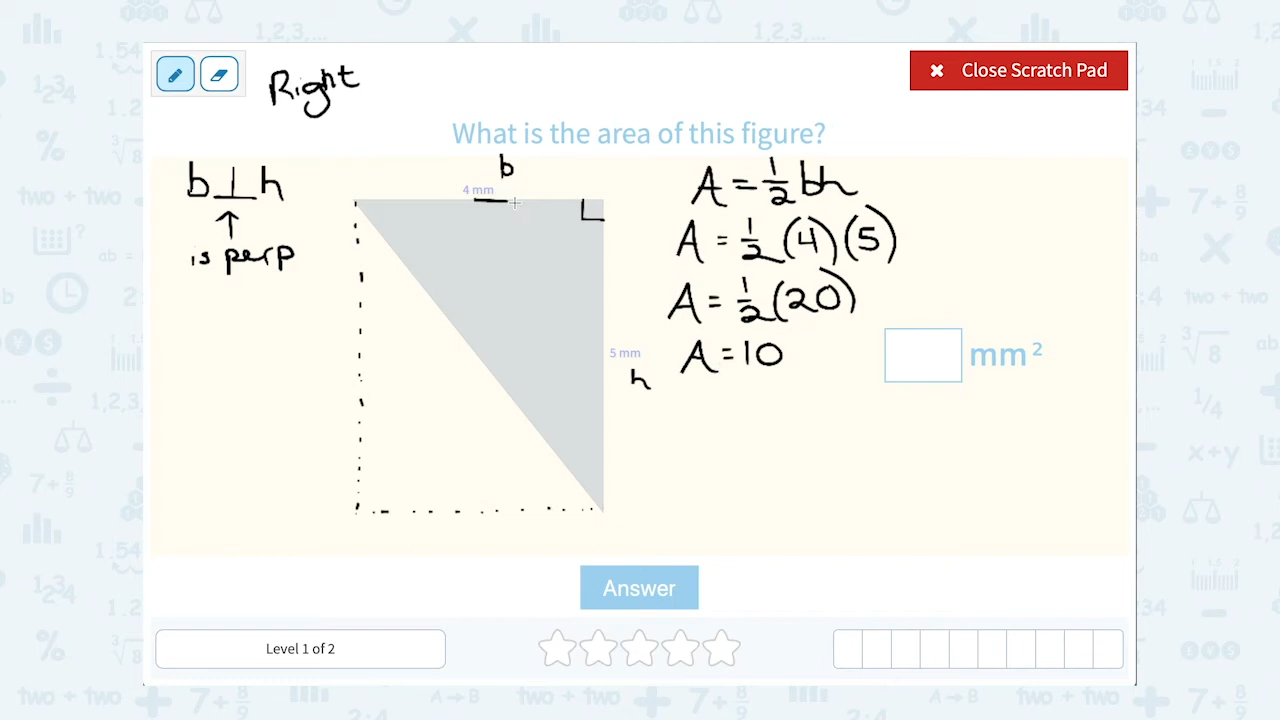 Right
✖ Close Scratch Pad
What is the area of this figure?
b ⊥ h
↑
is perp
b
4 mm
5 mm
h
A = 1/2 bh
A = 1/2 (4)(5)
A = 1/2 (20)
A = 10
mm²
Answer
Level 1 of 2